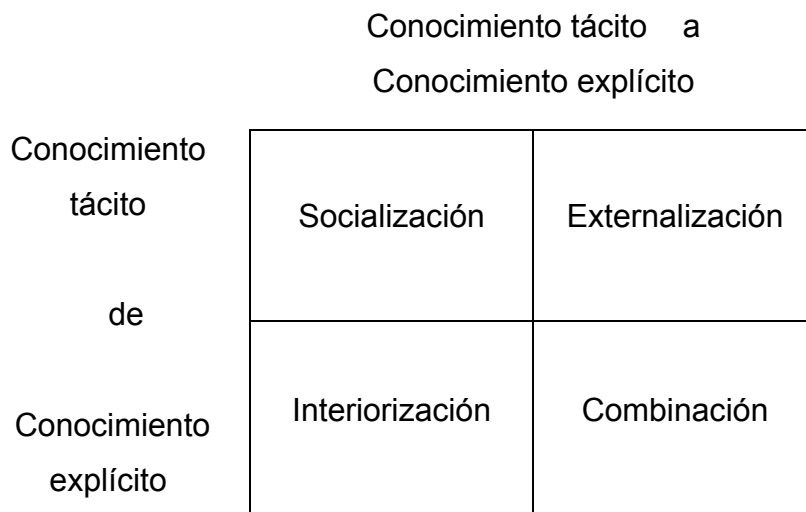 Conocimiento tácito a
Conocimiento explícito
Conocimiento
tácito
Socialización Externalización
de
Interiorización Combinación
Conocimiento
explícito